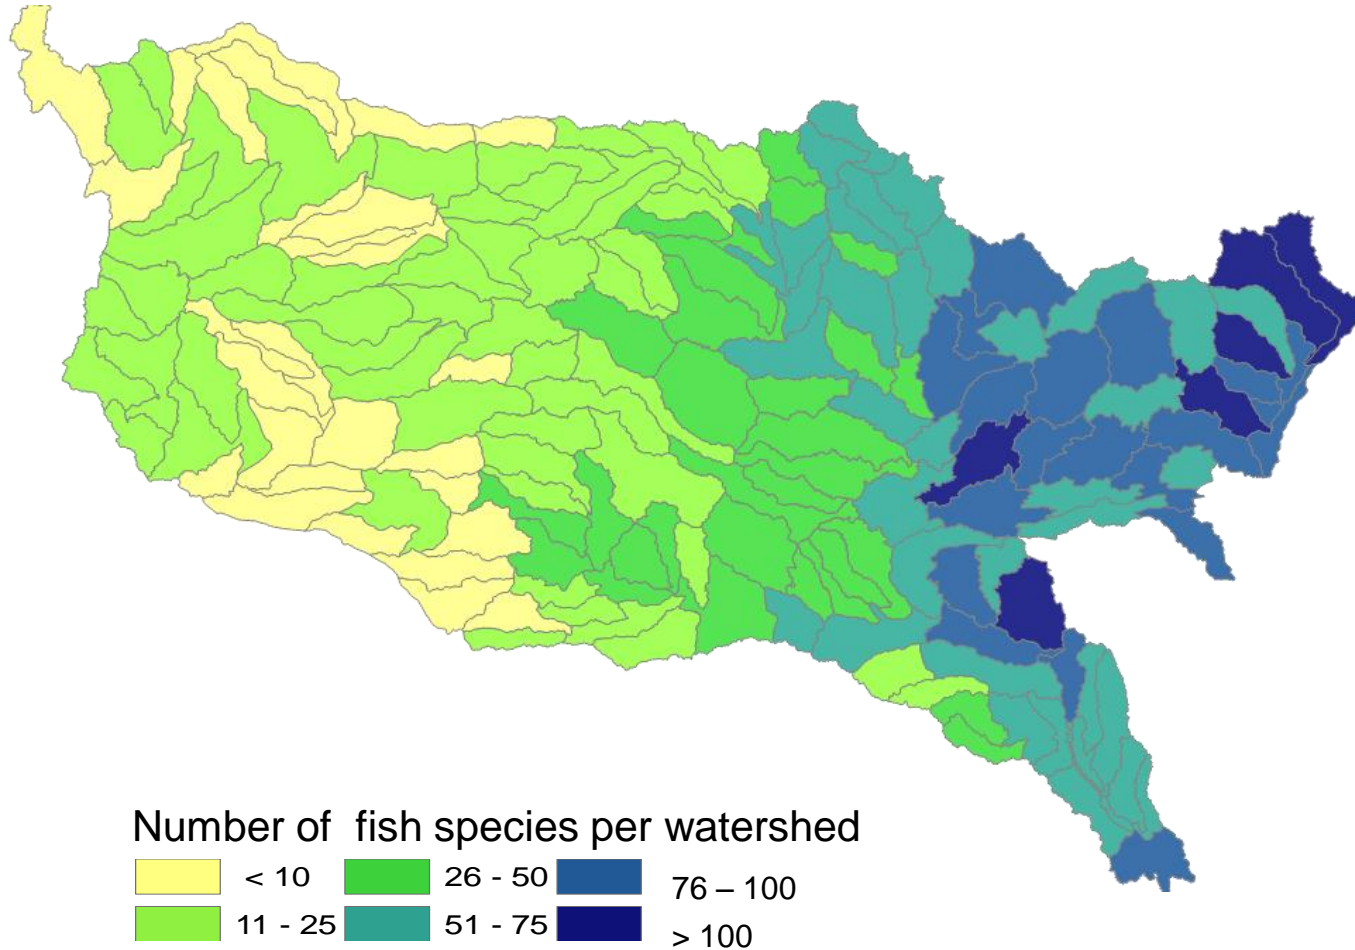 Number of fish species per watershed
< 10 26 - 50 76 – 100
11 - 25 51 - 75 > 100